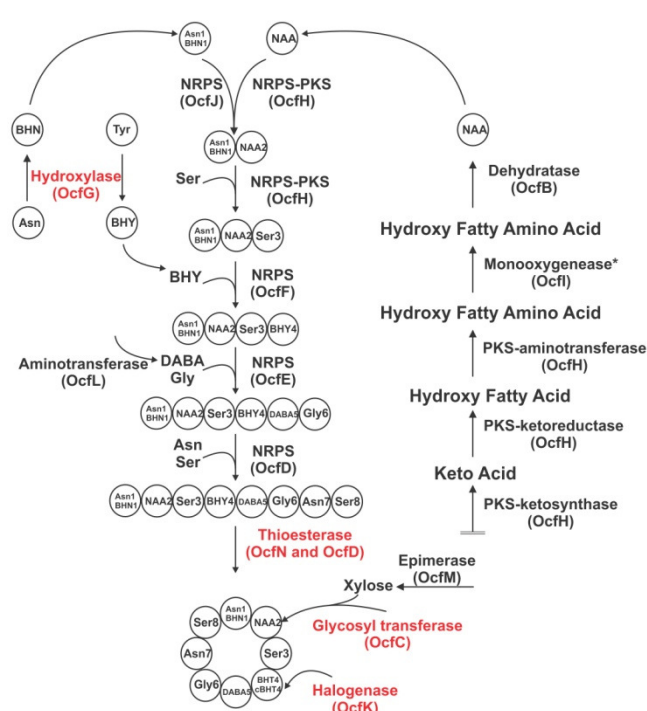 Asn1
BHN1
NAA
NRPS
(OcfJ)
NRPS-PKS
(OcfH)
BHN
Tyr
NAA
Hydroxylase
(OcfG)
Asn1
BHN1
NAA2
Dehydratase
(OcfB)
Ser
NRPS-PKS
(OcfH)
Asn
BHY
Hydroxy Fatty Amino Acid
Asn1
BHN1
NAA2
Ser3
Monooxygenease*
(OcfI)
BHY
NRPS
(OcfF)
Hydroxy Fatty Amino Acid
Asn1
BHN1
NAA2
Ser3
BHY4
PKS-aminotransferase
(OcfH)
Aminotransferase
(OcfL)
DABA
Gly
NRPS
(OcfE)
Hydroxy Fatty Acid
Asn1
BHN1
NAA2
Ser3
BHY4
DABA5
Gly6
PKS-ketoreductase
(OcfH)
Asn
Ser
NRPS
(OcfD)
Keto Acid
Asn1
BHN1
NAA2
Ser3
BHY4
DABA5
Gly6
Asn7
Ser8
PKS-ketosynthase
(OcfH)
Thioesterase
(OcfN and OcfD)
Epimerase
(OcfM)
Xylose
Glycosyl transferase
(OcfC)
Asn1
BHN1
Ser8
NAA2
Asn7
Ser3
Gly6
DABA5
BHT4
cBHT4
Halogenase
(OcfK)